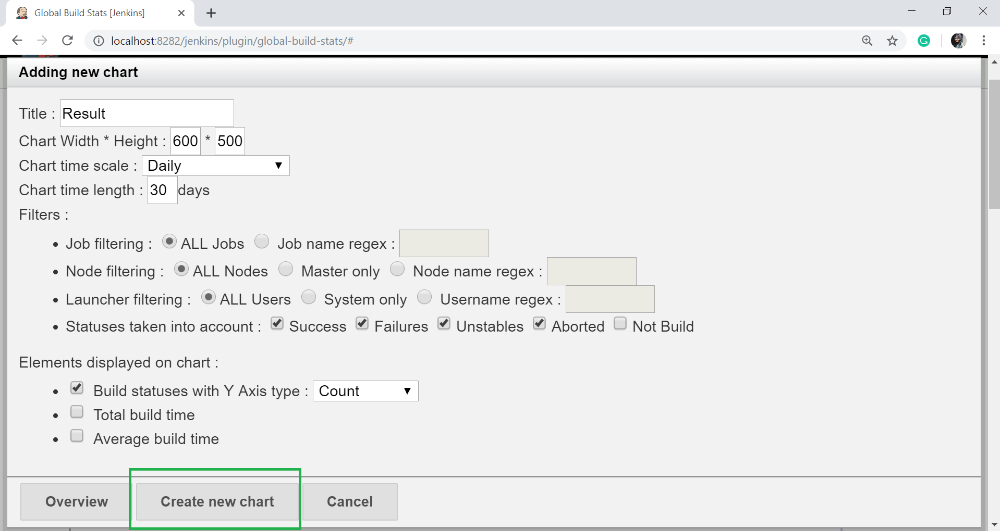 Global Build Stats [Jenkins]
localhost:8282/jenkins/plugin/global-build-stats/#
Adding new chart
Title : Result
Chart Width * Height : 600 * 500
Chart time scale : Daily
Chart time length : 30 days
Filters :
• Job filtering : ALL Jobs Job name regex :
• Node filtering : ALL Nodes Master only Node name regex :
• Launcher filtering : ALL Users System only Username regex :
• Statuses taken into account : Success Failures Unstables Aborted Not Build
Elements displayed on chart :
• Build statuses with Y Axis type : Count
• Total build time
• Average build time
Overview Create new chart Cancel